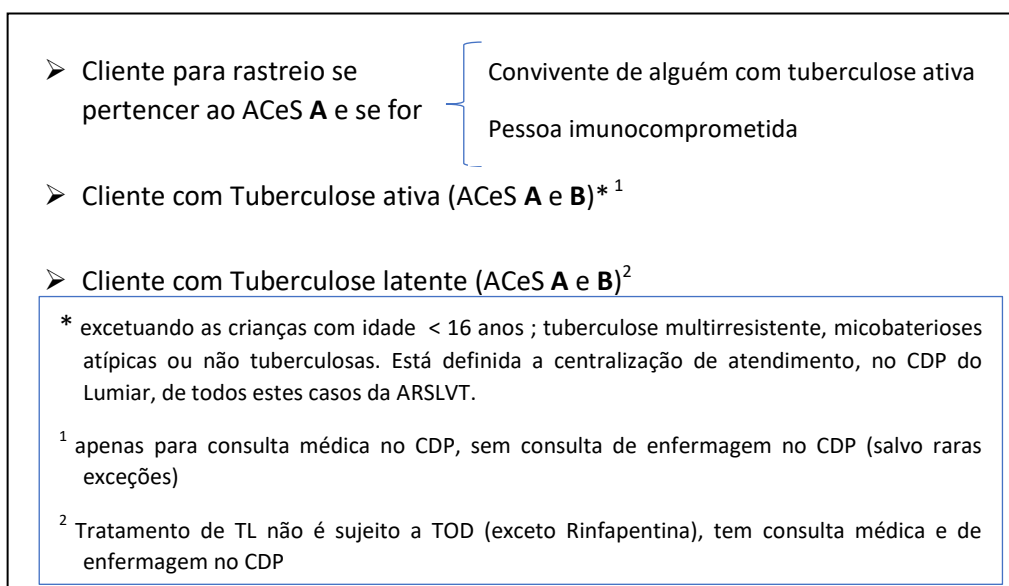 ➢ Cliente para rastreio se
pertencer ao ACeS A e se for
Convivente de alguém com tuberculose ativa
Pessoa imunocomprometida
➢ Cliente com Tuberculose ativa (ACeS A e B)* 1
➢ Cliente com Tuberculose latente (ACeS A e B)2
* excetuando as crianças com idade < 16 anos ; tuberculose multirresistente, micobaterioses
atípicas ou não tuberculosas. Está definida a centralização de atendimento, no CDP do
Lumiar, de todos estes casos da ARSLVT.
1 apenas para consulta médica no CDP, sem consulta de enfermagem no CDP (salvo raras
exceções)
2 Tratamento de TL não é sujeito a TOD (exceto Rinfapentina), tem consulta médica e de
enfermagem no CDP